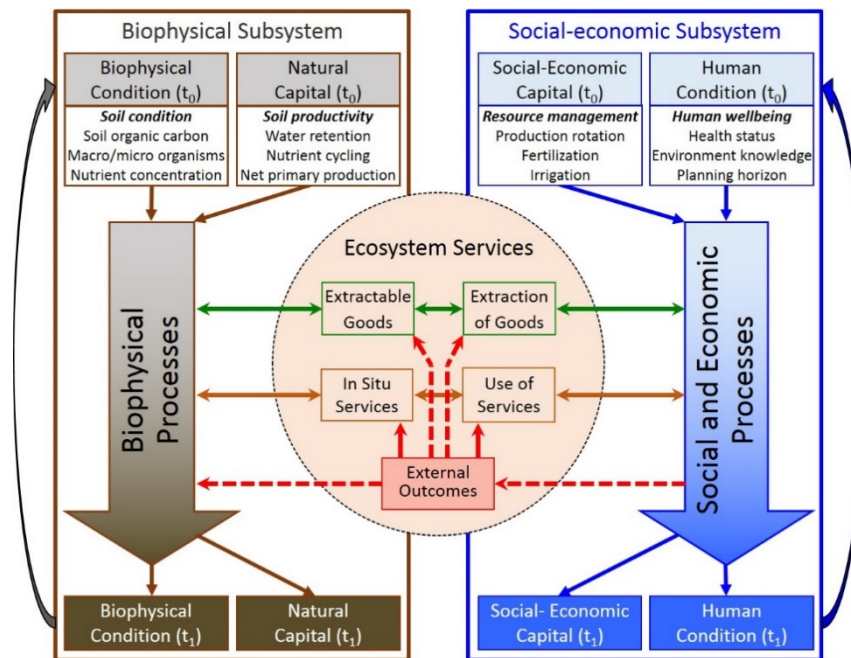 Biophysical Subsystem
Biophysical
Condition (t₀)
Soil condition
Soil organic carbon
Macro/micro organisms
Nutrient concentration
Natural
Capital (t₀)
Soil productivity
Water retention
Nutrient cycling
Net primary production
Social-economic Subsystem
Social-Economic
Capital (t₀)
Resource management
Production rotation
Fertilization
Irrigation
Human
Condition (t₀)
Human wellbeing
Health status
Environment knowledge
Planning horizon
Biophysical
Processes
Ecosystem Services
Extractable
Goods
Extraction
of Goods
In Situ
Services
Use of
Services
External
Outcomes
Social and Economic
Processes
Biophysical
Condition (t₁)
Natural
Capital (t₁)
Social- Economic
Capital (t₁)
Human
Condition (t₁)